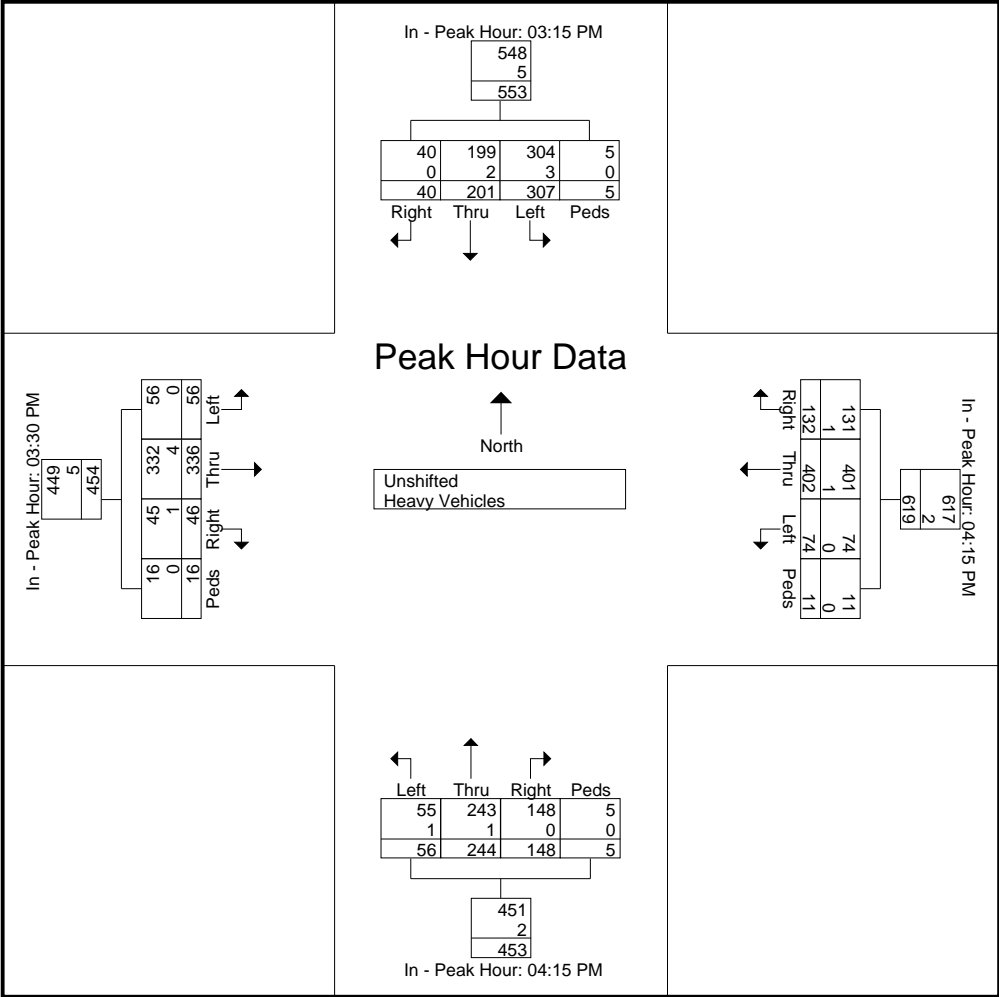 In - Peak Hour: 03:15 PM
548
5
553
40 199 304 5
0 2 3 0
40 201 307 5
Right Thru Left Peds
Peak Hour Data
North
Unshifted
Heavy Vehicles
In - Peak Hour: 03:30 PM
449
5
454
56 0 56 Left
332 4 336 Thru
45 1 46 Right
16 0 16 Peds
Right 132 1 131
Thru 402 1 401
Left 74 0 74
Peds 11 0 11
619
2
617
In - Peak Hour: 04:15 PM
Left Thru Right Peds
55 243 148 5
1 1 0 0
56 244 148 5
451
2
453
In - Peak Hour: 04:15 PM